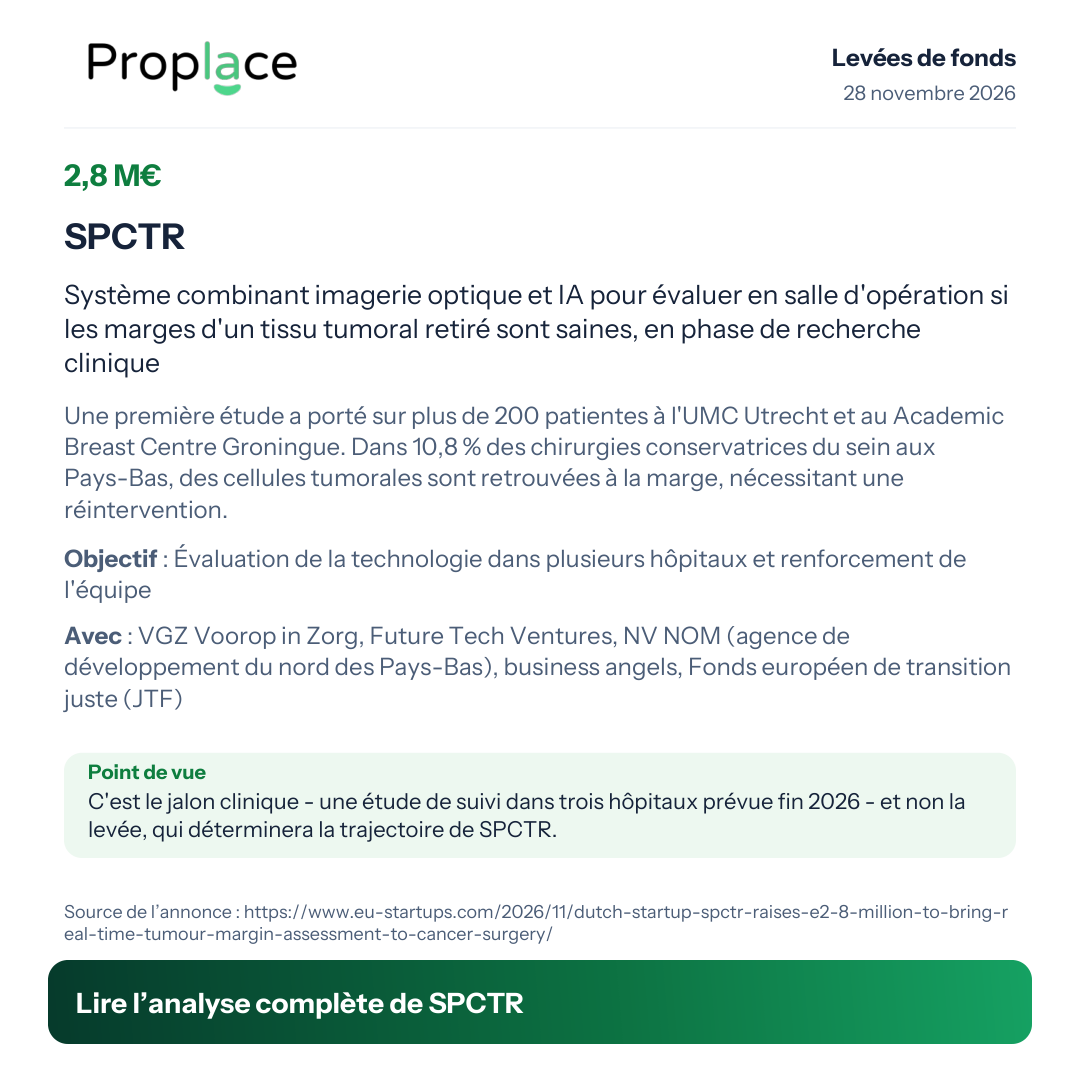 Proplace
Levées de fonds
28 novembre 2026
2,8 M€
SPCTR
Système combinant imagerie optique et IA pour évaluer en salle d'opération si
les marges d'un tissu tumoral retiré sont saines, en phase de recherche
clinique
Une première étude a porté sur plus de 200 patientes à l'UMC Utrecht et au Academic
Breast Centre Groningue. Dans 10,8 % des chirurgies conservatrices du sein aux
Pays-Bas, des cellules tumorales sont retrouvées à la marge, nécessitant une
réintervention.
Objectif : Évaluation de la technologie dans plusieurs hôpitaux et renforcement de
l'équipe
Avec : VGZ Voorop in Zorg, Future Tech Ventures, NV NOM (agence de
développement du nord des Pays-Bas), business angels, Fonds européen de transition
juste (JTF)
Point de vue
C'est le jalon clinique - une étude de suivi dans trois hôpitaux prévue fin 2026 - et non la
levée, qui déterminera la trajectoire de SPCTR.
Source de l’annonce : https://www.eu-startups.com/2026/11/dutch-startup-spctr-raises-e2-8-million-to-bring-r
eal-time-tumour-margin-assessment-to-cancer-surgery/
Lire l’analyse complète de SPCTR